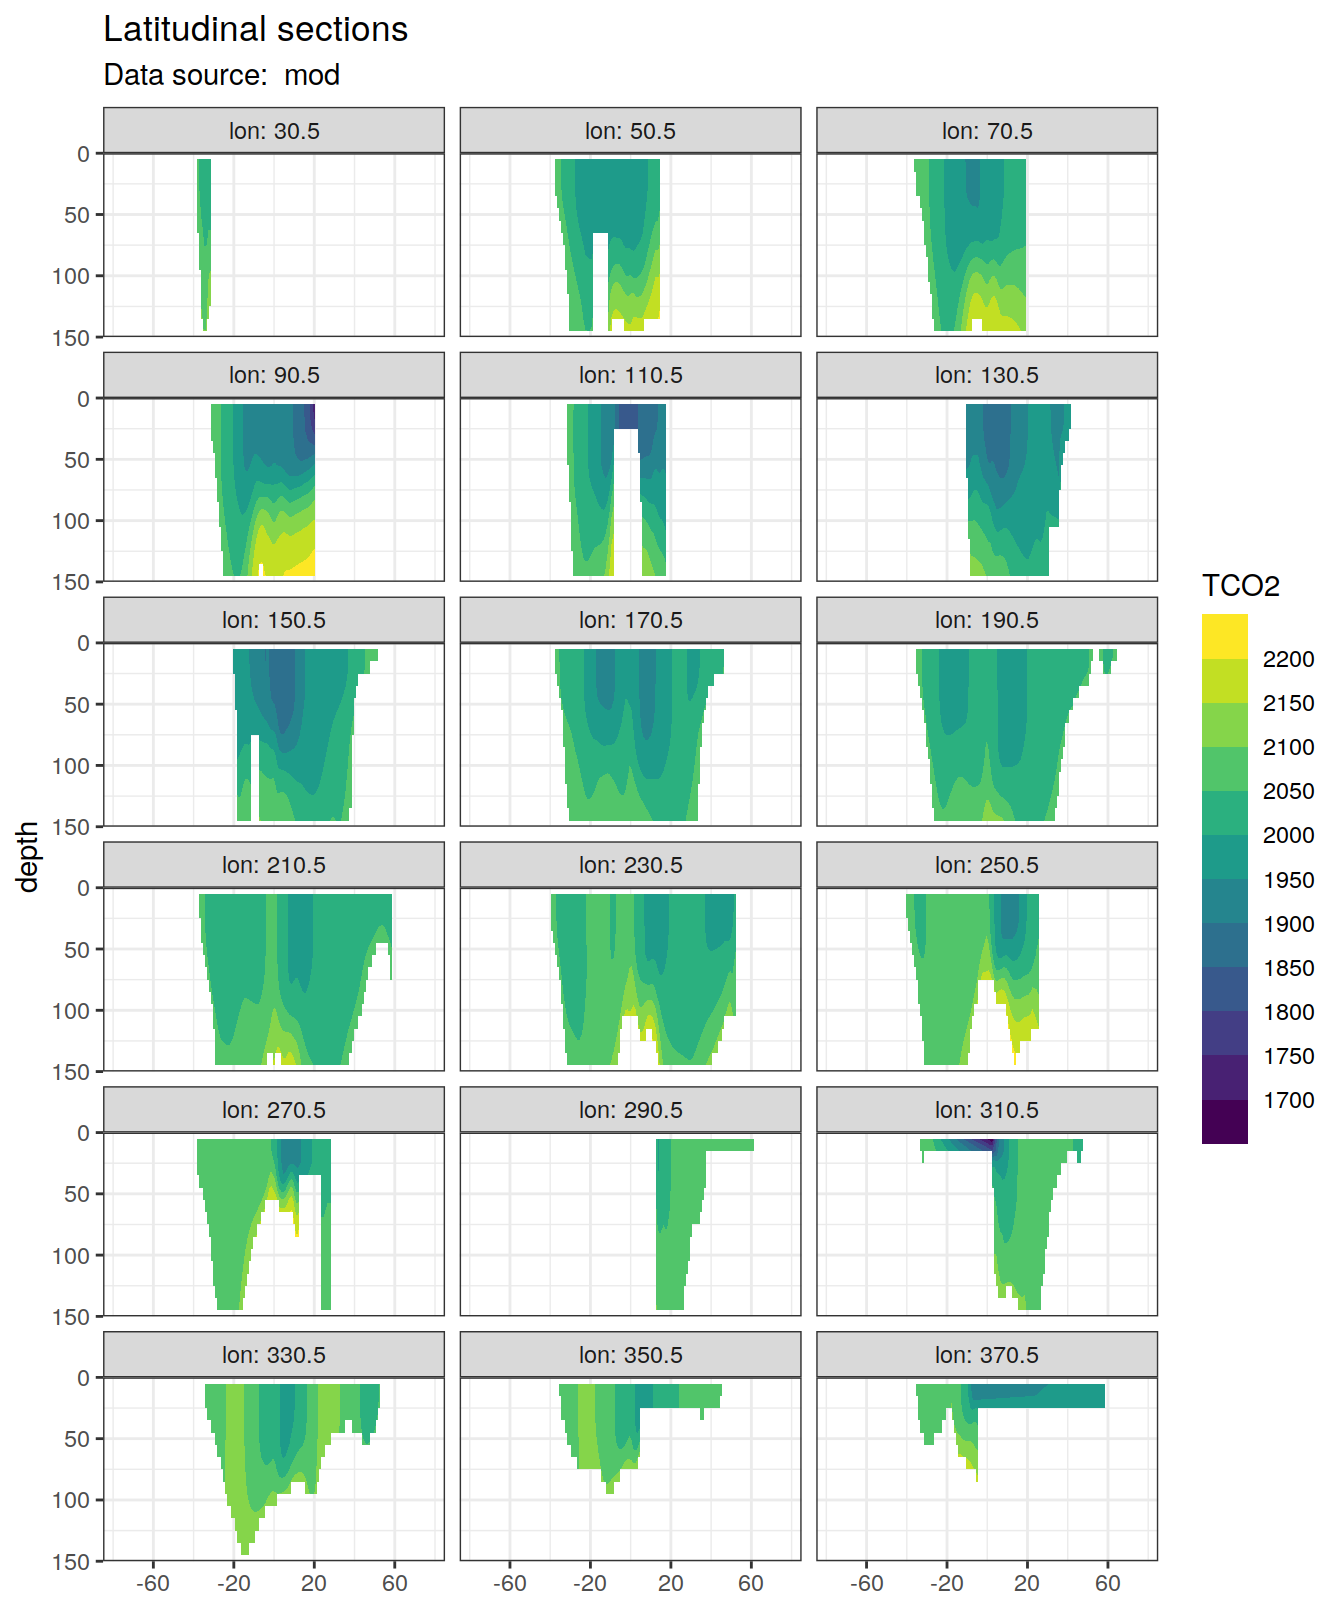 Latitudinal sections
Data source:  mod
lon: 30.5
lon: 50.5
lon: 70.5
0
50
100
150
lon: 90.5
lon: 110.5
lon: 130.5
0
50
100
150
lon: 150.5
lon: 170.5
lon: 190.5
0
50
100
150
lon: 210.5
lon: 230.5
lon: 250.5
0
50
100
150
lon: 270.5
lon: 290.5
lon: 310.5
0
50
100
150
lon: 330.5
lon: 350.5
lon: 370.5
0
50
100
150
-60 -20 20 60
-60 -20 20 60
-60 -20 20 60
depth
TCO2
2200
2150
2100
2050
2000
1950
1900
1850
1800
1750
1700